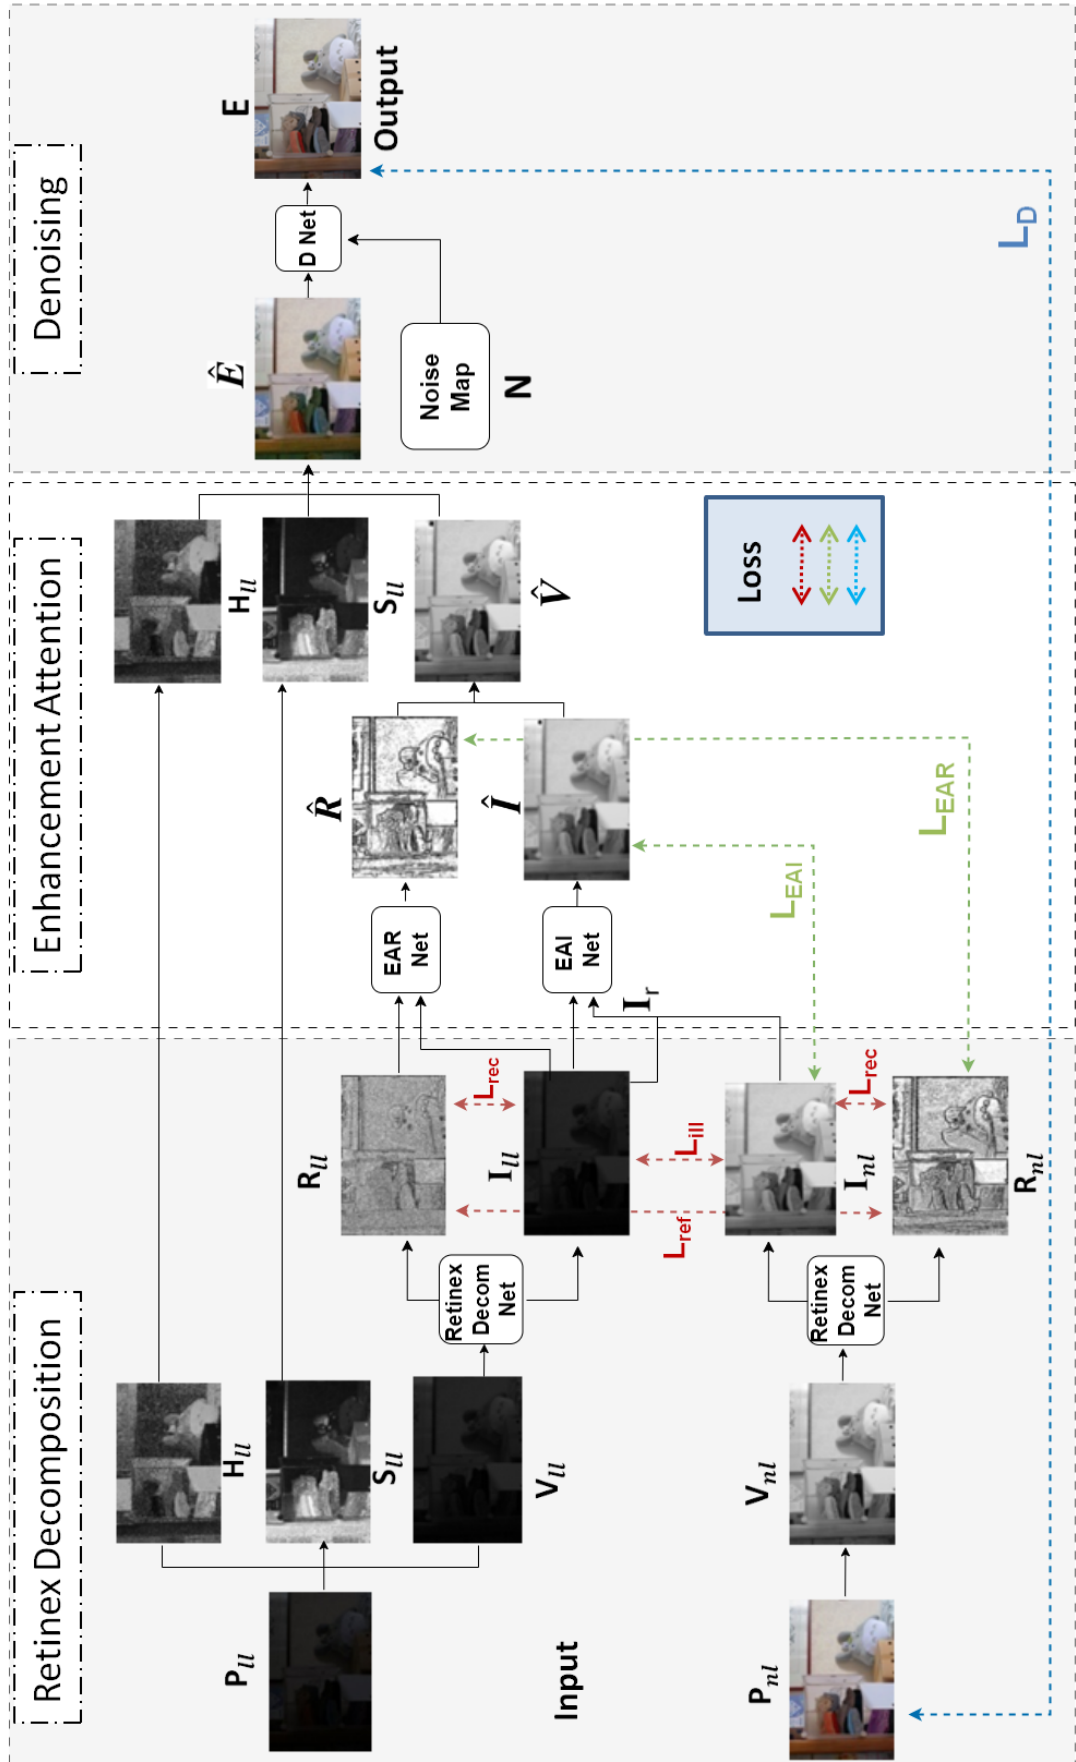 Retinex Decomposition
Enhancement Attention
Denoising
P_ll
H_ll
S_ll
V_ll
Retinex
Decom
Net
R_ll
I_ll
L_rec
L_ill
L_ref
Input
P_nl
V_nl
Retinex
Decom
Net
I_nl
R_nl
L_rec
I_r
EAR
Net
EAI
Net
R̂
Î
L_EAI
L_EAR
H_ll
S_ll
V̂
Loss
Ê
D Net
Noise
Map
N
E
Output
L_D